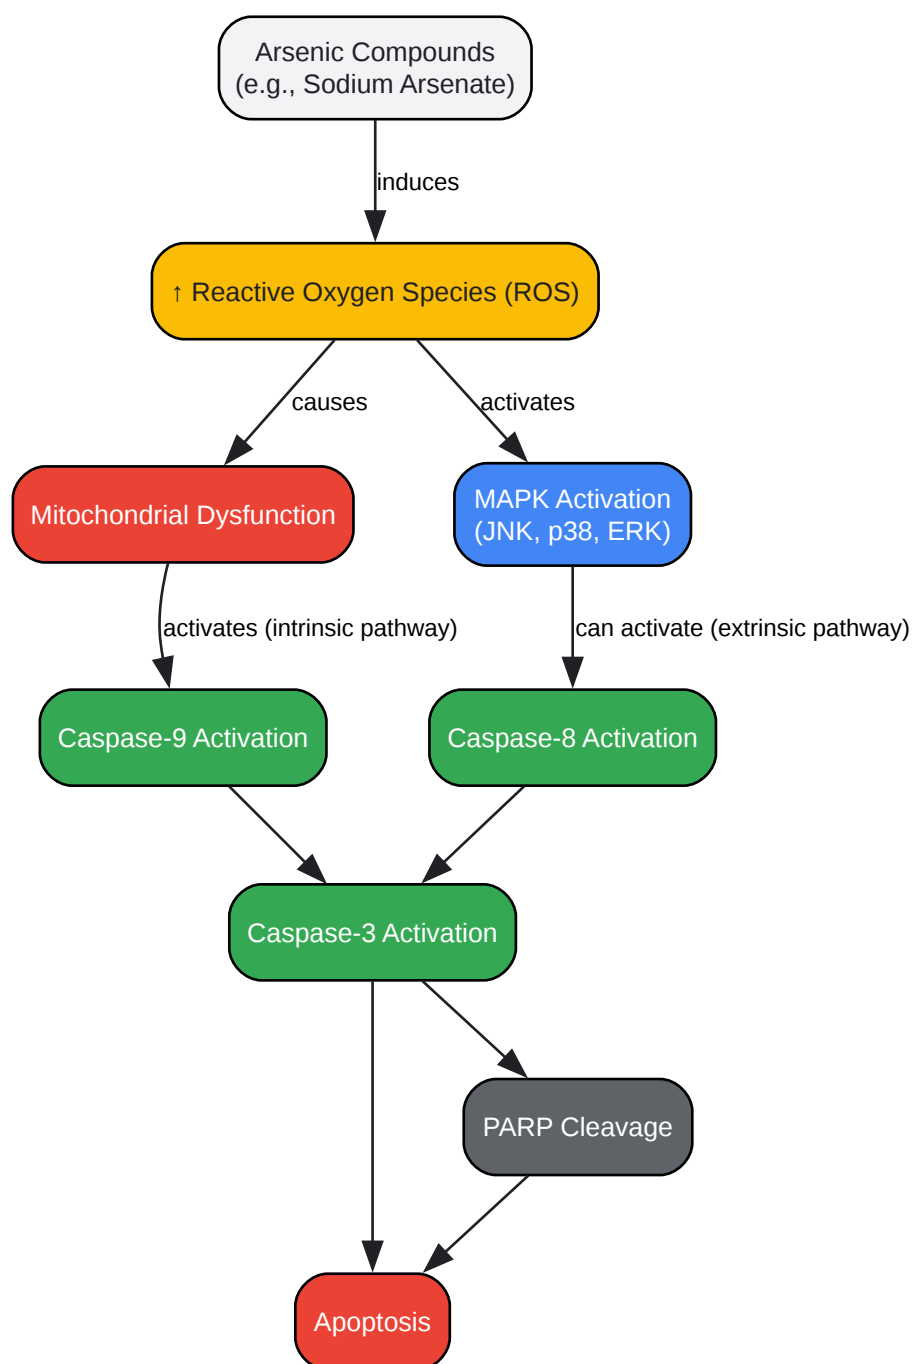 Arsenic Compounds
(e.g., Sodium Arsenate)
induces
↑ Reactive Oxygen Species (ROS)
causes
activates
Mitochondrial Dysfunction
MAPK Activation
(JNK, p38, ERK)
activates (intrinsic pathway)
can activate (extrinsic pathway)
Caspase-9 Activation
Caspase-8 Activation
Caspase-3 Activation
PARP Cleavage
Apoptosis